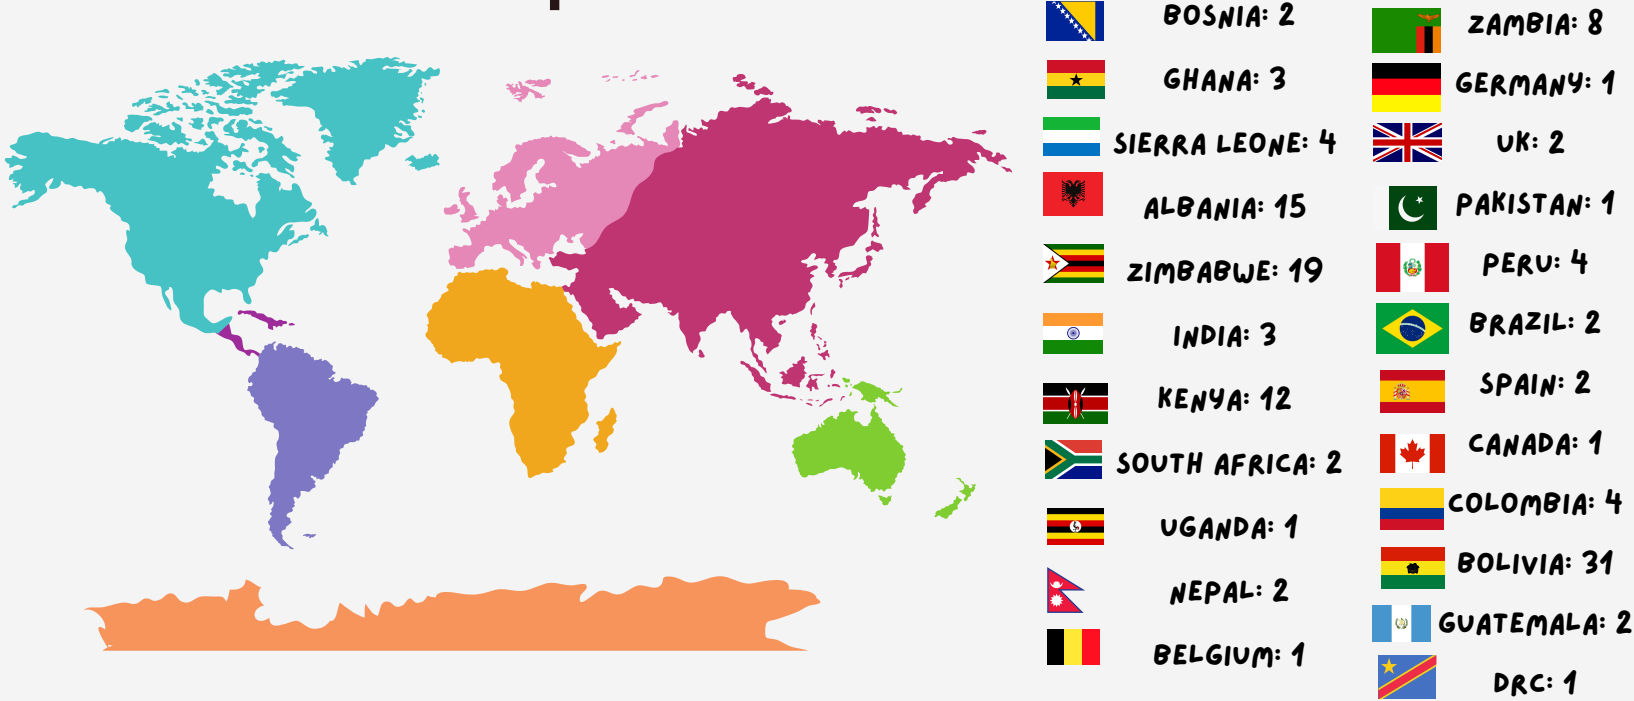 BOSNIA: 2
GHANA: 3
SIERRA LEONE: 4
ALBANIA: 15
ZIMBABWE: 19
INDIA: 3
KENYA: 12
SOUTH AFRICA: 2
UGANDA: 1
NEPAL: 2
BELGIUM: 1
ZAMBIA: 8
GERMANY: 1
UK: 2
PAKISTAN: 1
PERU: 4
BRAZIL: 2
SPAIN: 2
CANADA: 1
COLOMBIA: 4
BOLIVIA: 31
GUATEMALA: 2
DRC: 1